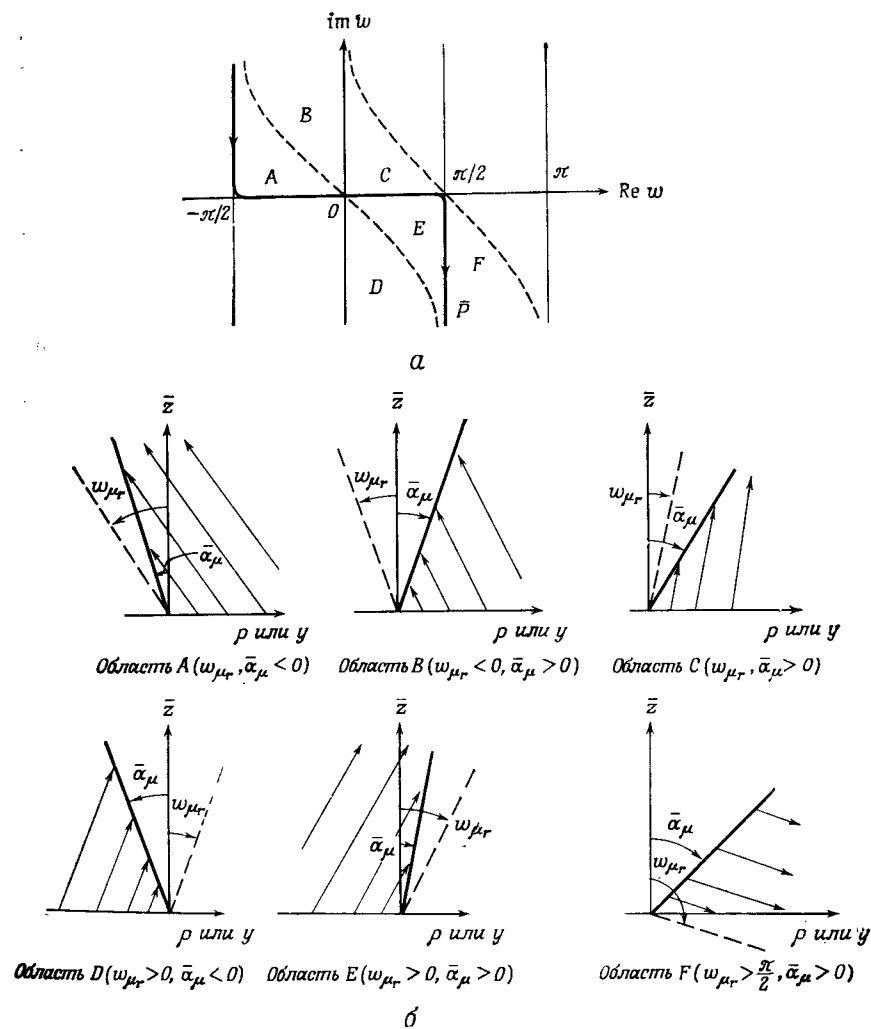 im w
B
A
C
π/2
π
Re w
-π/2
0
E
D
F
P̄
а
z̄
z̄
z̄
w_μr
ᾱ_μ
w_μr
ᾱ_μ
w_μr
ᾱ_μ
ρ или y
ρ или y
ρ или y
Область A (w_μr, ᾱ_μ < 0)
Область B (w_μr < 0, ᾱ_μ > 0)
Область C (w_μr, ᾱ_μ > 0)
z̄
z̄
z̄
ᾱ_μ
w_μr
ᾱ_μ
w_μr
ᾱ_μ
w_μr
ρ или y
ρ или y
ρ или y
Область D (w_μr > 0, ᾱ_μ < 0)
Область E (w_μr > 0, ᾱ_μ > 0)
Область F (w_μr > π/2, ᾱ_μ > 0)
б